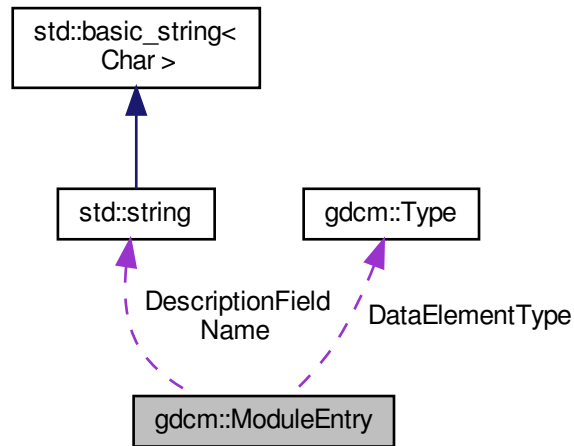 std::basic_string<
Char >
std::string
gdcm::Type
DescriptionField
Name
DataElementType
gdcm::ModuleEntry